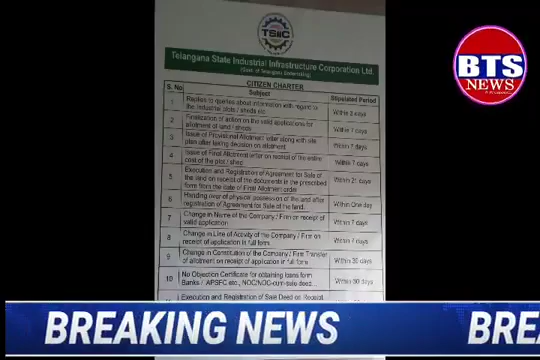 TSIIC
Telangana State Industrial Infrastructure Corporation Ltd.
(Govt. of Telangana Undertaking)
CITIZEN CHARTER
S. No Subject Stipulated Period
1 Replies to queries about information with regard to
the industrial plots / sheds etc.
Within days
2 Finalization of action on the valid applications for
allotment of land / sheds
Within 7 days
3 Issue of Provisional Allotment letter along with site
plan after taking decision on allotment
Within 7 days
4 Issue of Final Allotment letter on receipt of the entire
cost of the plot / shed
Within 7 days
5 Execution and Registration of Agreement for Sale of
the land on receipt of the documents in the prescribed
form from the date of Final Allotment order
Within 21 days
6 Handing over of physical possession of the land after
registration of Agreement for Sale of the land.
Within One day
7 Change in Name of the Company / Firm on receipt of
valid application
Within 7 days
8 Change in Line of Activity of the Company / Firm on
receipt of application in full form
Within 7 days
9 Change in Constitution of the Company / Firm Transfer
of allotment on receipt of application in full form
Within 30 days
10 No Objection Certificate for obtaining loans form
Banks / APSFC etc., NOC/NOC-cum-sale deed
Within 30 days
Execution and Registration of Sale Deed on Receipt
BTS
NEWS
BREAKING NEWS
BREA